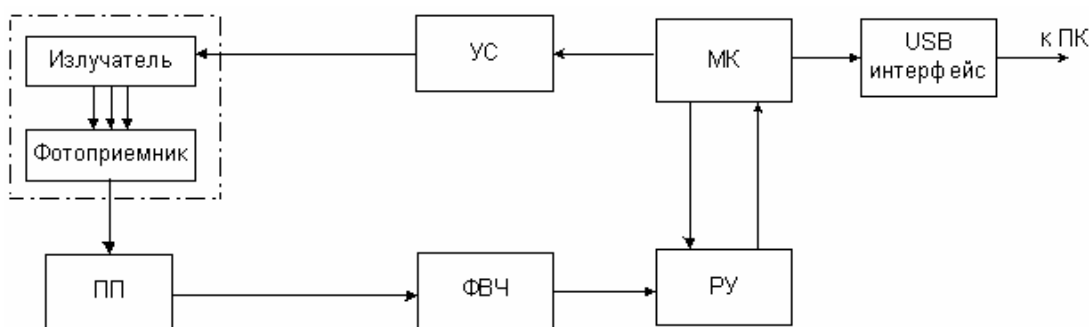 Излучатель
Фотоприемник
УС
МК
USB
интерфейс
к ПК
ПП
ФВЧ
РУ